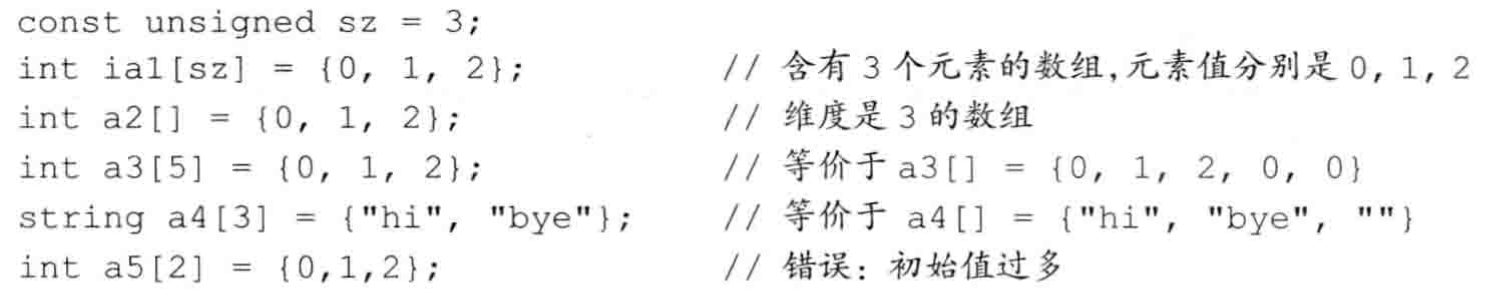 const unsigned sz = 3;
int ia1[sz] = {0, 1, 2}; // 含有 3 个元素的数组,元素值分别是 0, 1, 2
int a2[] = {0, 1, 2}; // 维度是 3 的数组
int a3[5] = {0, 1, 2}; // 等价于 a3[] = {0, 1, 2, 0, 0}
string a4[3] = {"hi", "bye"}; // 等价于 a4[] = {"hi", "bye", ""}
int a5[2] = {0,1,2}; // 错误：初始值过多